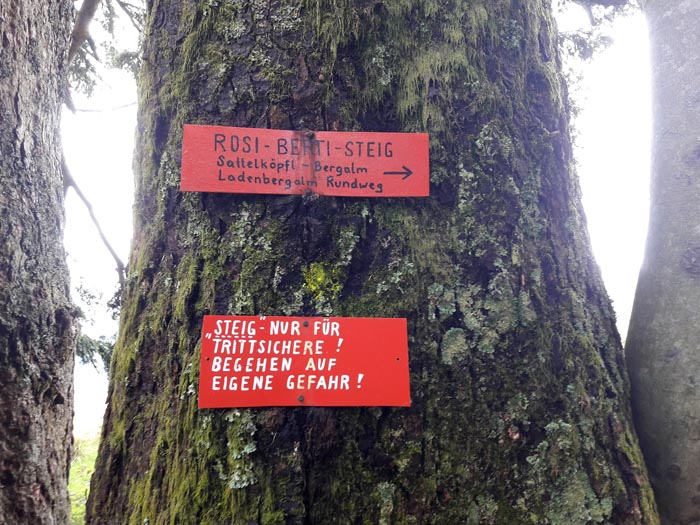 ROSI-BERTI-STEIG
Sattelköpfl-Bergalm →
Ladenbergalm Rundweg
„STEIG" NUR FÜR
"TRITTSICHERE!
BEGEHEN AUF
EIGENE GEFAHR!